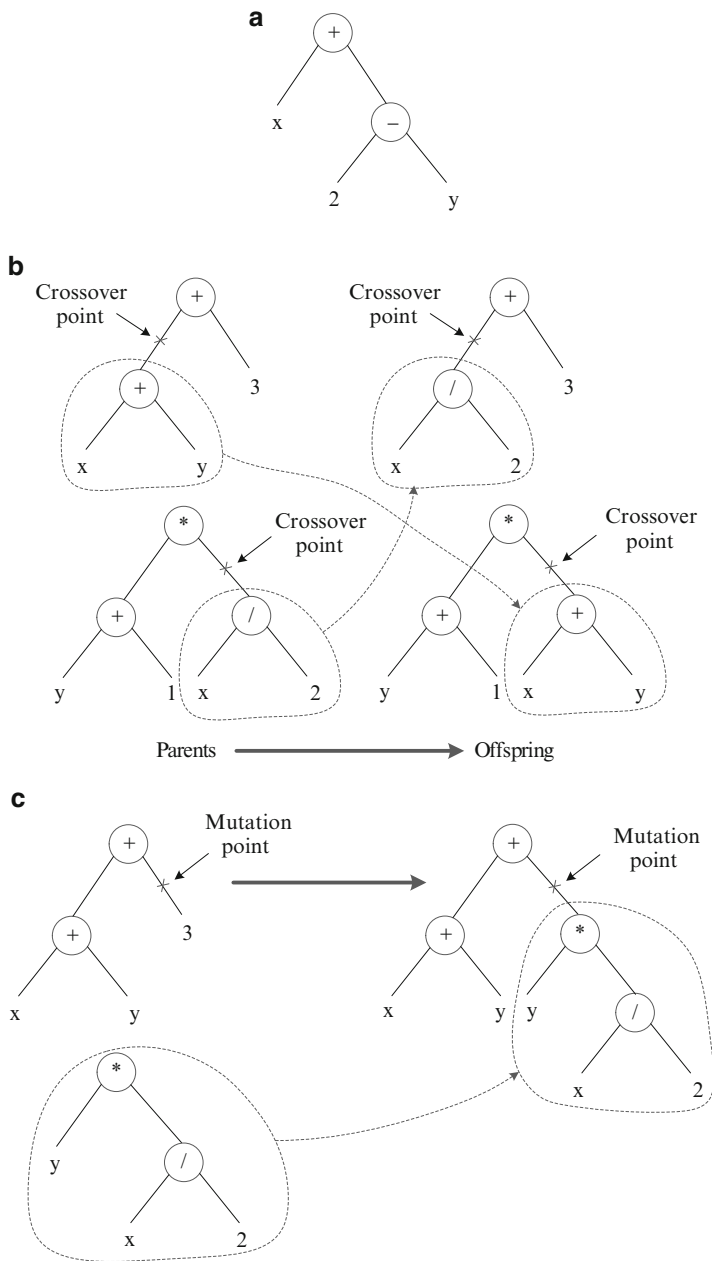 a
+
x
−
2 y
b
Crossover point
+
+
3
x y
Crossover point
+
/
3
x 2
*
Crossover point
+
/
y 1 x 2
*
Crossover point
+
+
y 1 x y
Parents Offspring
c
Mutation point
+
+
3
x y
*
y
/
x 2
Mutation point
+
+
*
x y y
/
x 2